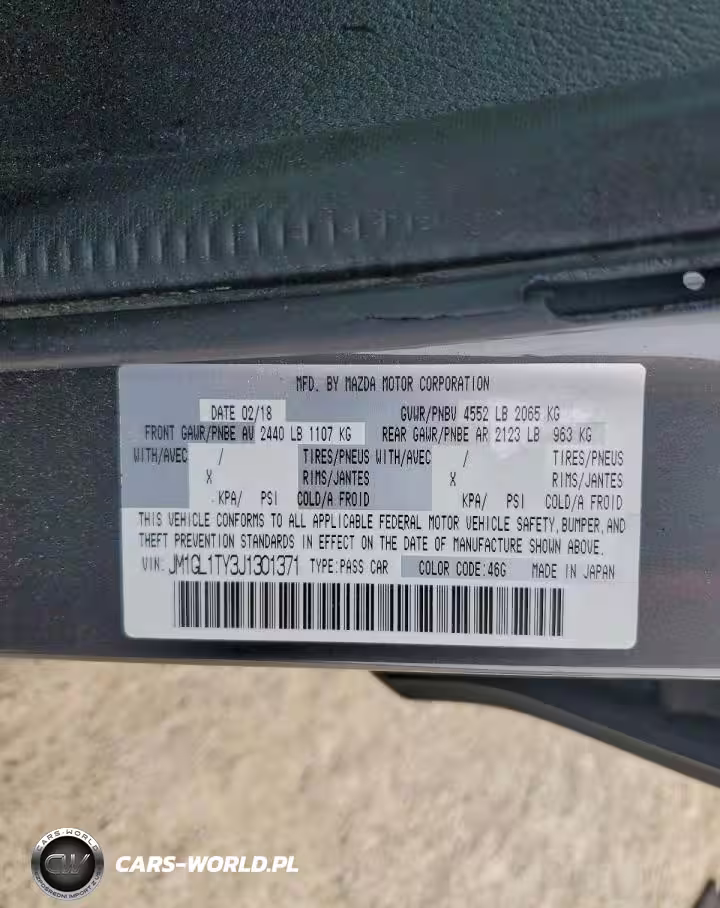 MFD. BY MAZDA MOTOR CORPORATION
DATE 02/18 GVWR/PNBV 4552 LB 2065 KG
FRONT GAWR/PNBE AV 2440 LB 1107 KG REAR GAWR/PNBE AR 2123 LB 963 KG
WITH/AVEC / TIRES/PNEUS WITH/AVEC / TIRES/PNEUS
X RIMS/JANTES X RIMS/JANTES
KPA/ PSI COLD/A FROID KPA/ PSI COLD/A FROID
THIS VEHICLE CONFORMS TO ALL APPLICABLE FEDERAL MOTOR VEHICLE SAFETY, BUMPER, AND
THEFT PREVENTION STANDARDS IN EFFECT ON THE DATE OF MANUFACTURE SHOWN ABOVE.
VIN: JM1GL1TY3J1301371 TYPE:PASS CAR COLOR CODE:46G MADE IN JAPAN
CARS-WORLD
CW
CARS-WORLD.PL